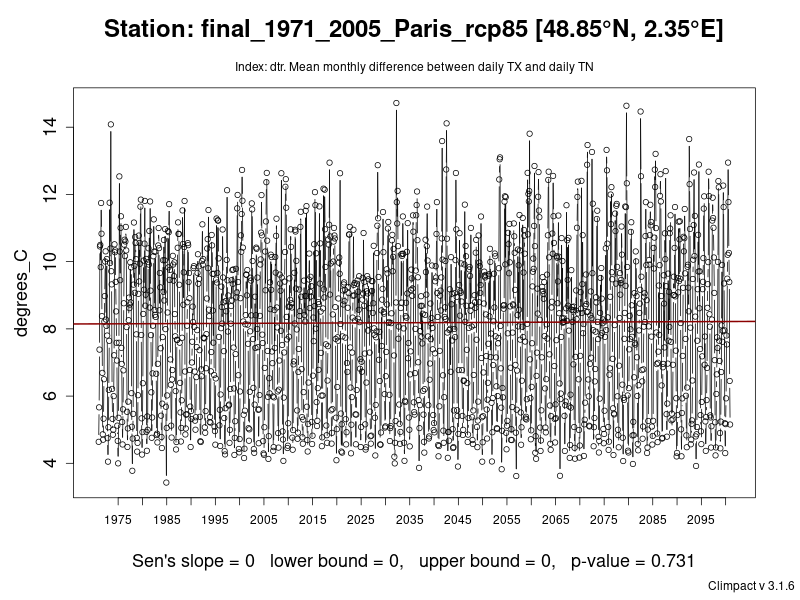 Station: final_1971_2005_Paris_rcp85 [48.85°N, 2.35°E]
Index: dtr. Mean monthly difference between daily TX and daily TN
degrees_C
14
12
10
8
6
4
1975 1985 1995 2005 2015 2025 2035 2045 2055 2065 2075 2085 2095
Sen's slope = 0 lower bound = 0, upper bound = 0, p-value = 0.731
Climpact v 3.1.6